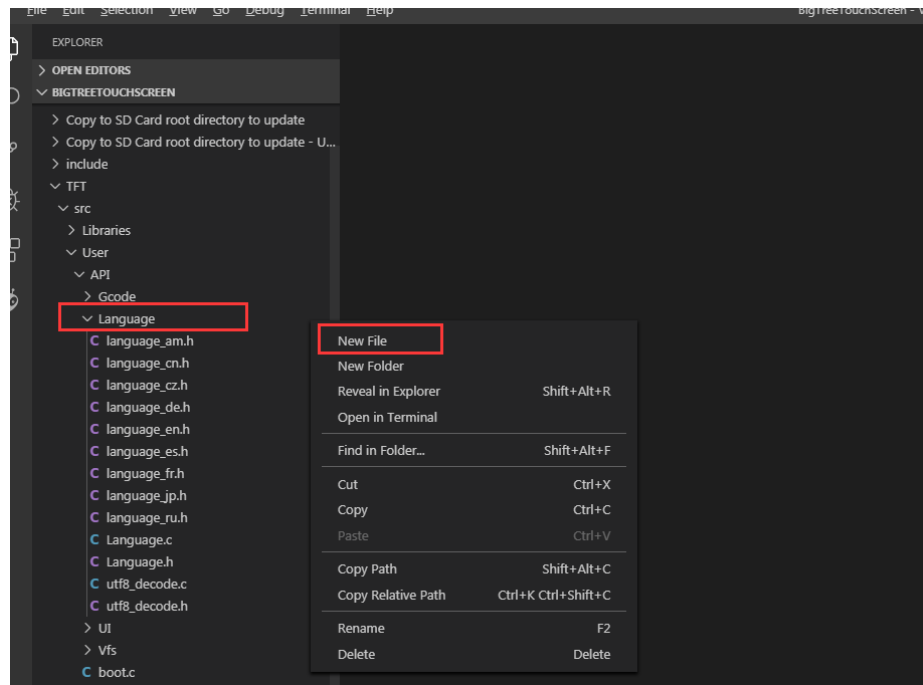 File Edit Selection View Go Debug Terminal Help
BigTreeTouchScreen - V
EXPLORER
OPEN EDITORS
BIGTREETOUCHSCREEN
Copy to SD Card root directory to update
Copy to SD Card root directory to update - U...
include
TFT
src
Libraries
User
API
Gcode
Language
language_am.h
language_cn.h
language_cz.h
language_de.h
language_en.h
language_es.h
language_fr.h
language_jp.h
language_ru.h
C Language.c
C Language.h
C utf8_decode.c
C utf8_decode.h
UI
Vfs
C boot.c
New File
New Folder
Reveal in Explorer Shift+Alt+R
Open in Terminal
Find in Folder... Shift+Alt+F
Cut Ctrl+X
Copy Ctrl+C
Paste Ctrl+V
Copy Path Shift+Alt+C
Copy Relative Path Ctrl+K Ctrl+Shift+C
Rename F2
Delete Delete